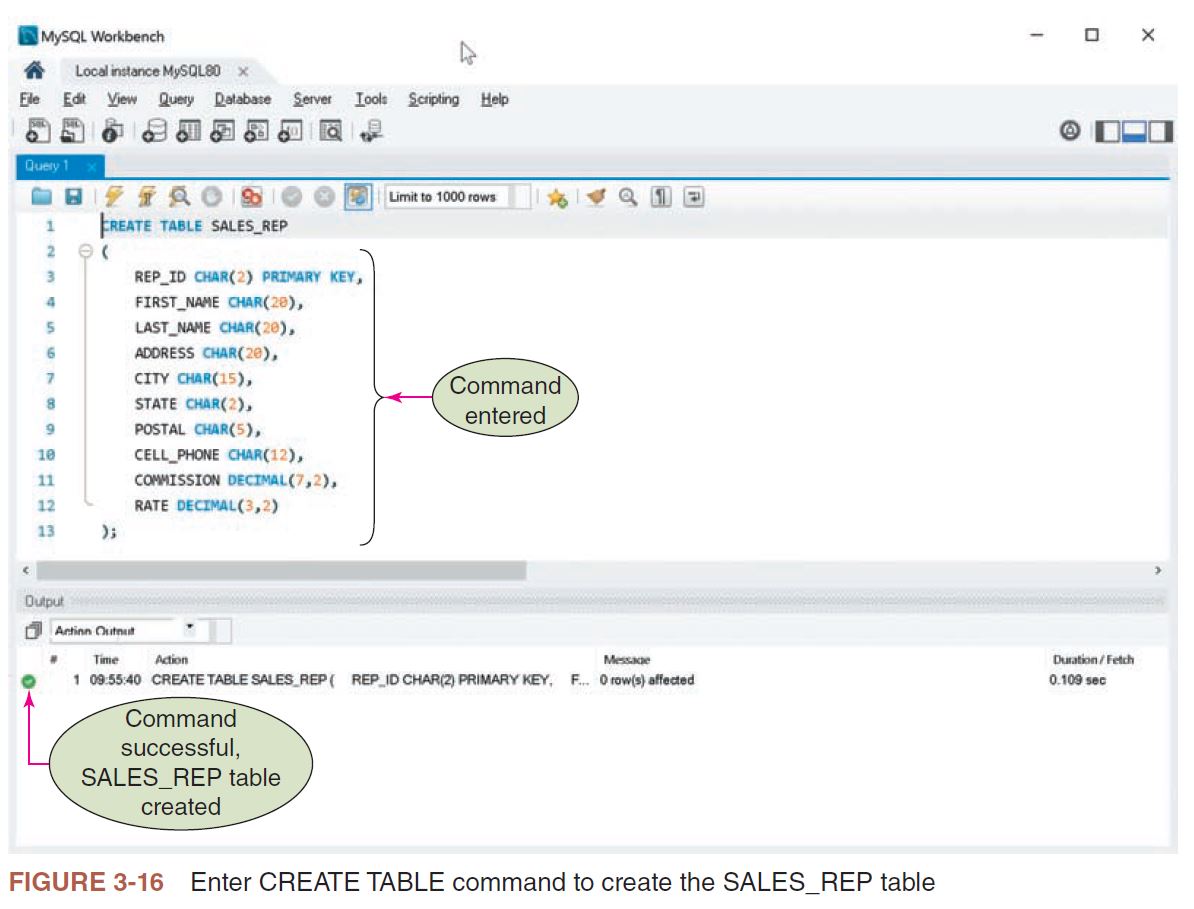 MySQL Workbench
Local instance MySQL80
File Edit View Query Database Server Tools Scripting Help
Query 1
Limit to 1000 rows
1 CREATE TABLE SALES_REP
2 (
3 REP_ID CHAR(2) PRIMARY KEY,
4 FIRST_NAME CHAR(20),
5 LAST_NAME CHAR(20),
6 ADDRESS CHAR(20),
7 CITY CHAR(15),
8 STATE CHAR(2),
9 POSTAL CHAR(5),
10 CELL_PHONE CHAR(12),
11 COMMISSION DECIMAL(7,2),
12 RATE DECIMAL(3,2)
13 );
Command
entered
Output
Action Output
# Time Action Message Duration / Fetch
1 09:55:40 CREATE TABLE SALES_REP ( REP_ID CHAR(2) PRIMARY KEY, F... 0 row(s) affected 0.109 sec
Command
successful,
SALES_REP table
created
FIGURE 3-16 Enter CREATE TABLE command to create the SALES_REP table